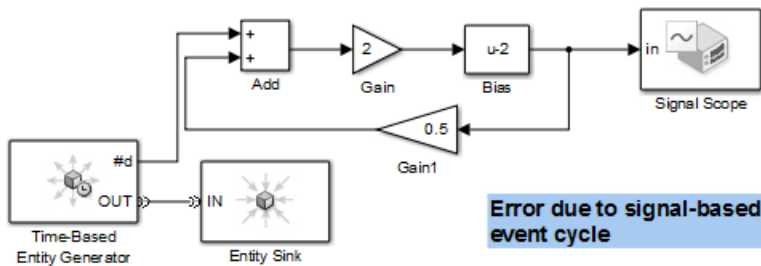 +
+
Add
2
Gain
u-2
Bias
in
Signal Scope
0.5
Gain1
#d
OUT
Time-Based
Entity Generator
IN
Entity Sink
Error due to signal-based
event cycle